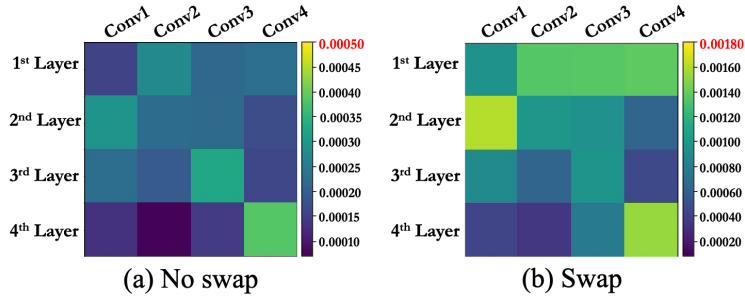 Conv1 Conv2 Conv3 Conv4
1st Layer
2nd Layer
3rd Layer
4th Layer
0.00050
0.00045
0.00040
0.00035
0.00030
0.00025
0.00020
0.00015
0.00010
(a) No swap
Conv1 Conv2 Conv3 Conv4
1st Layer
2nd Layer
3rd Layer
4th Layer
0.00180
0.00160
0.00140
0.00120
0.00100
0.00080
0.00060
0.00040
0.00020
(b) Swap